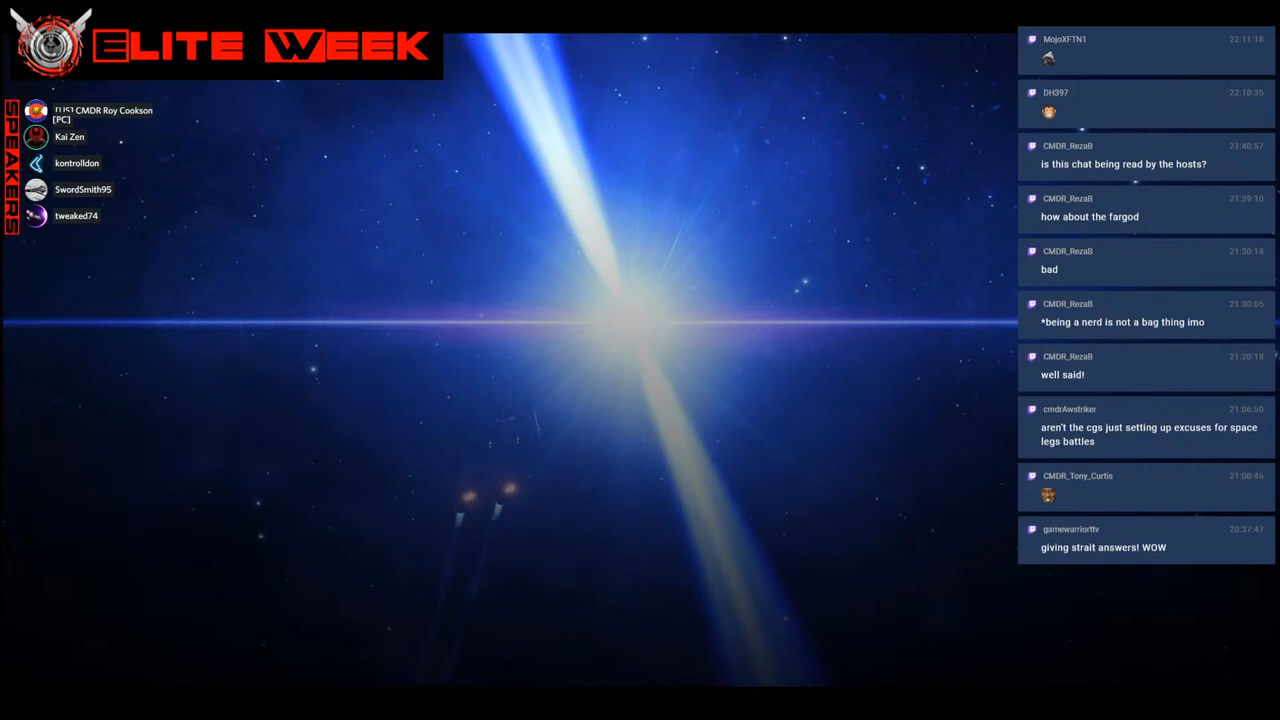 ELITE WEEK
SPEAKERS
[US] CMDR Roy Cookson
[PC]
Kai Zen
kontrolldon
SwordSmith95
tweaked74
MojoXFTN1 22:11:18
DH397 22:10:35
CMDR_RezaB 21:40:57
is this chat being read by the hosts?
CMDR_RezaB 21:39:10
how about the fargod
CMDR_RezaB 21:30:18
bad
CMDR_RezaB 21:30:05
*being a nerd is not a bag thing imo
CMDR_RezaB 21:20:18
well said!
cmdrAwstriker 21:06:50
aren't the cgs just setting up excuses for space
legs battles
CMDR_Tony_Curtis 21:00:46
gamewarriorttv 20:37:47
giving strait answers! WOW